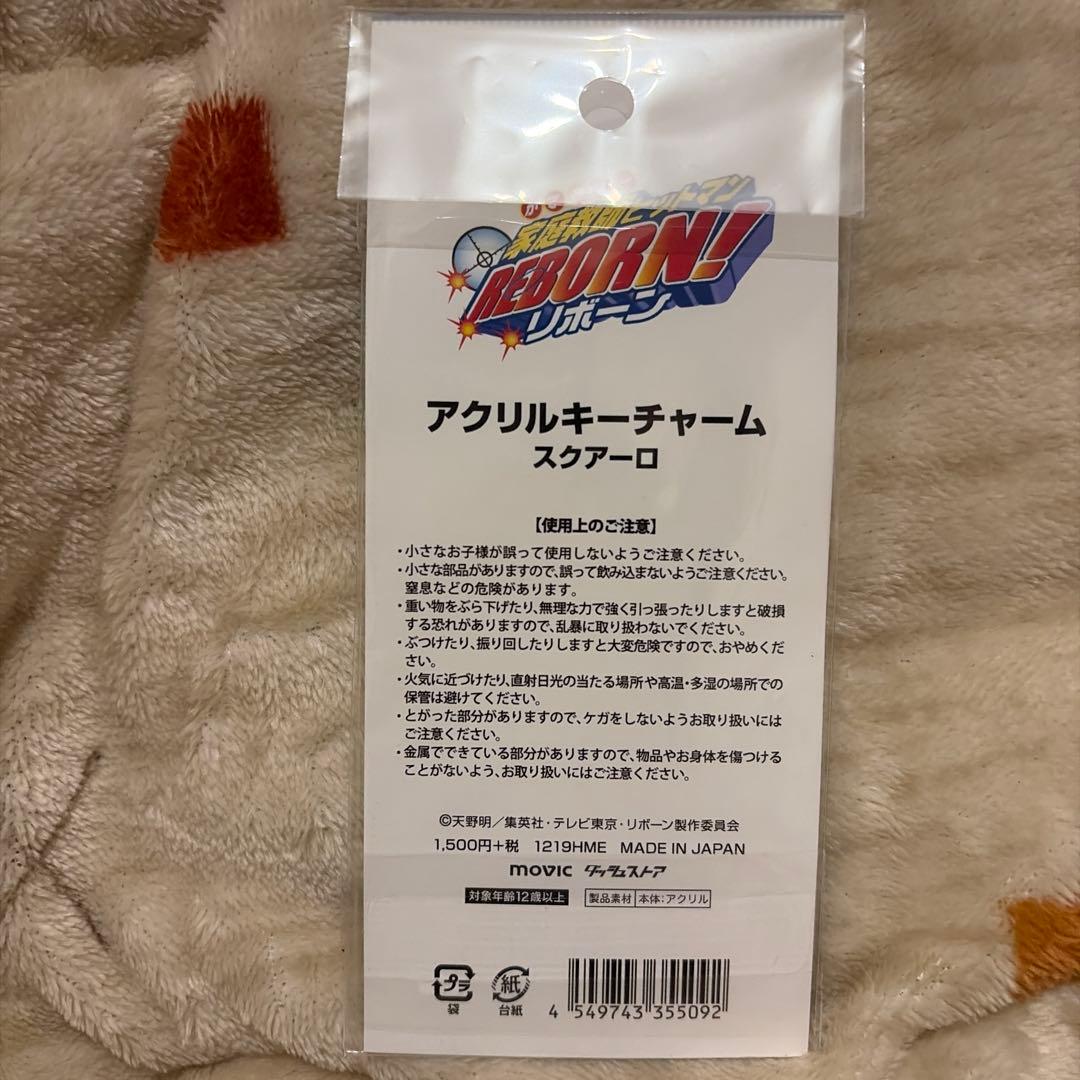 家庭教師ヒットマン
REBORN!
リボーン
アクリルキーチャーム
スクアーロ
【使用上のご注意】
・小さなお子様が誤って使用しないようご注意ください。
・小さな部品がありますので、誤って飲み込まないようご注意ください。
窒息などの危険があります。
・重い物をぶら下げたり、無理な力で強く引っ張ったりしますと破損
する恐れがありますので、乱暴に取り扱わないでください。
・ぶつけたり、振り回したりしますと大変危険ですので、おやめくだ
さい。
・火気に近づけたり、直射日光の当たる場所や高温・多湿の場所での
保管は避けてください。
・とがった部分がありますので、ケガをしないようお取り扱いには
ご注意ください。
・金属でできている部分がありますので、物品やお身体を傷つける
ことがないよう、お取り扱いにはご注意ください。
©天野明／集英社・テレビ東京・リボーン製作委員会
1,500円+税 1219HME MADE IN JAPAN
movic ダッシュストア
対象年齢12歳以上 製品素材 本体：アクリル
プラ 紙
袋 台紙
4 549743 355092